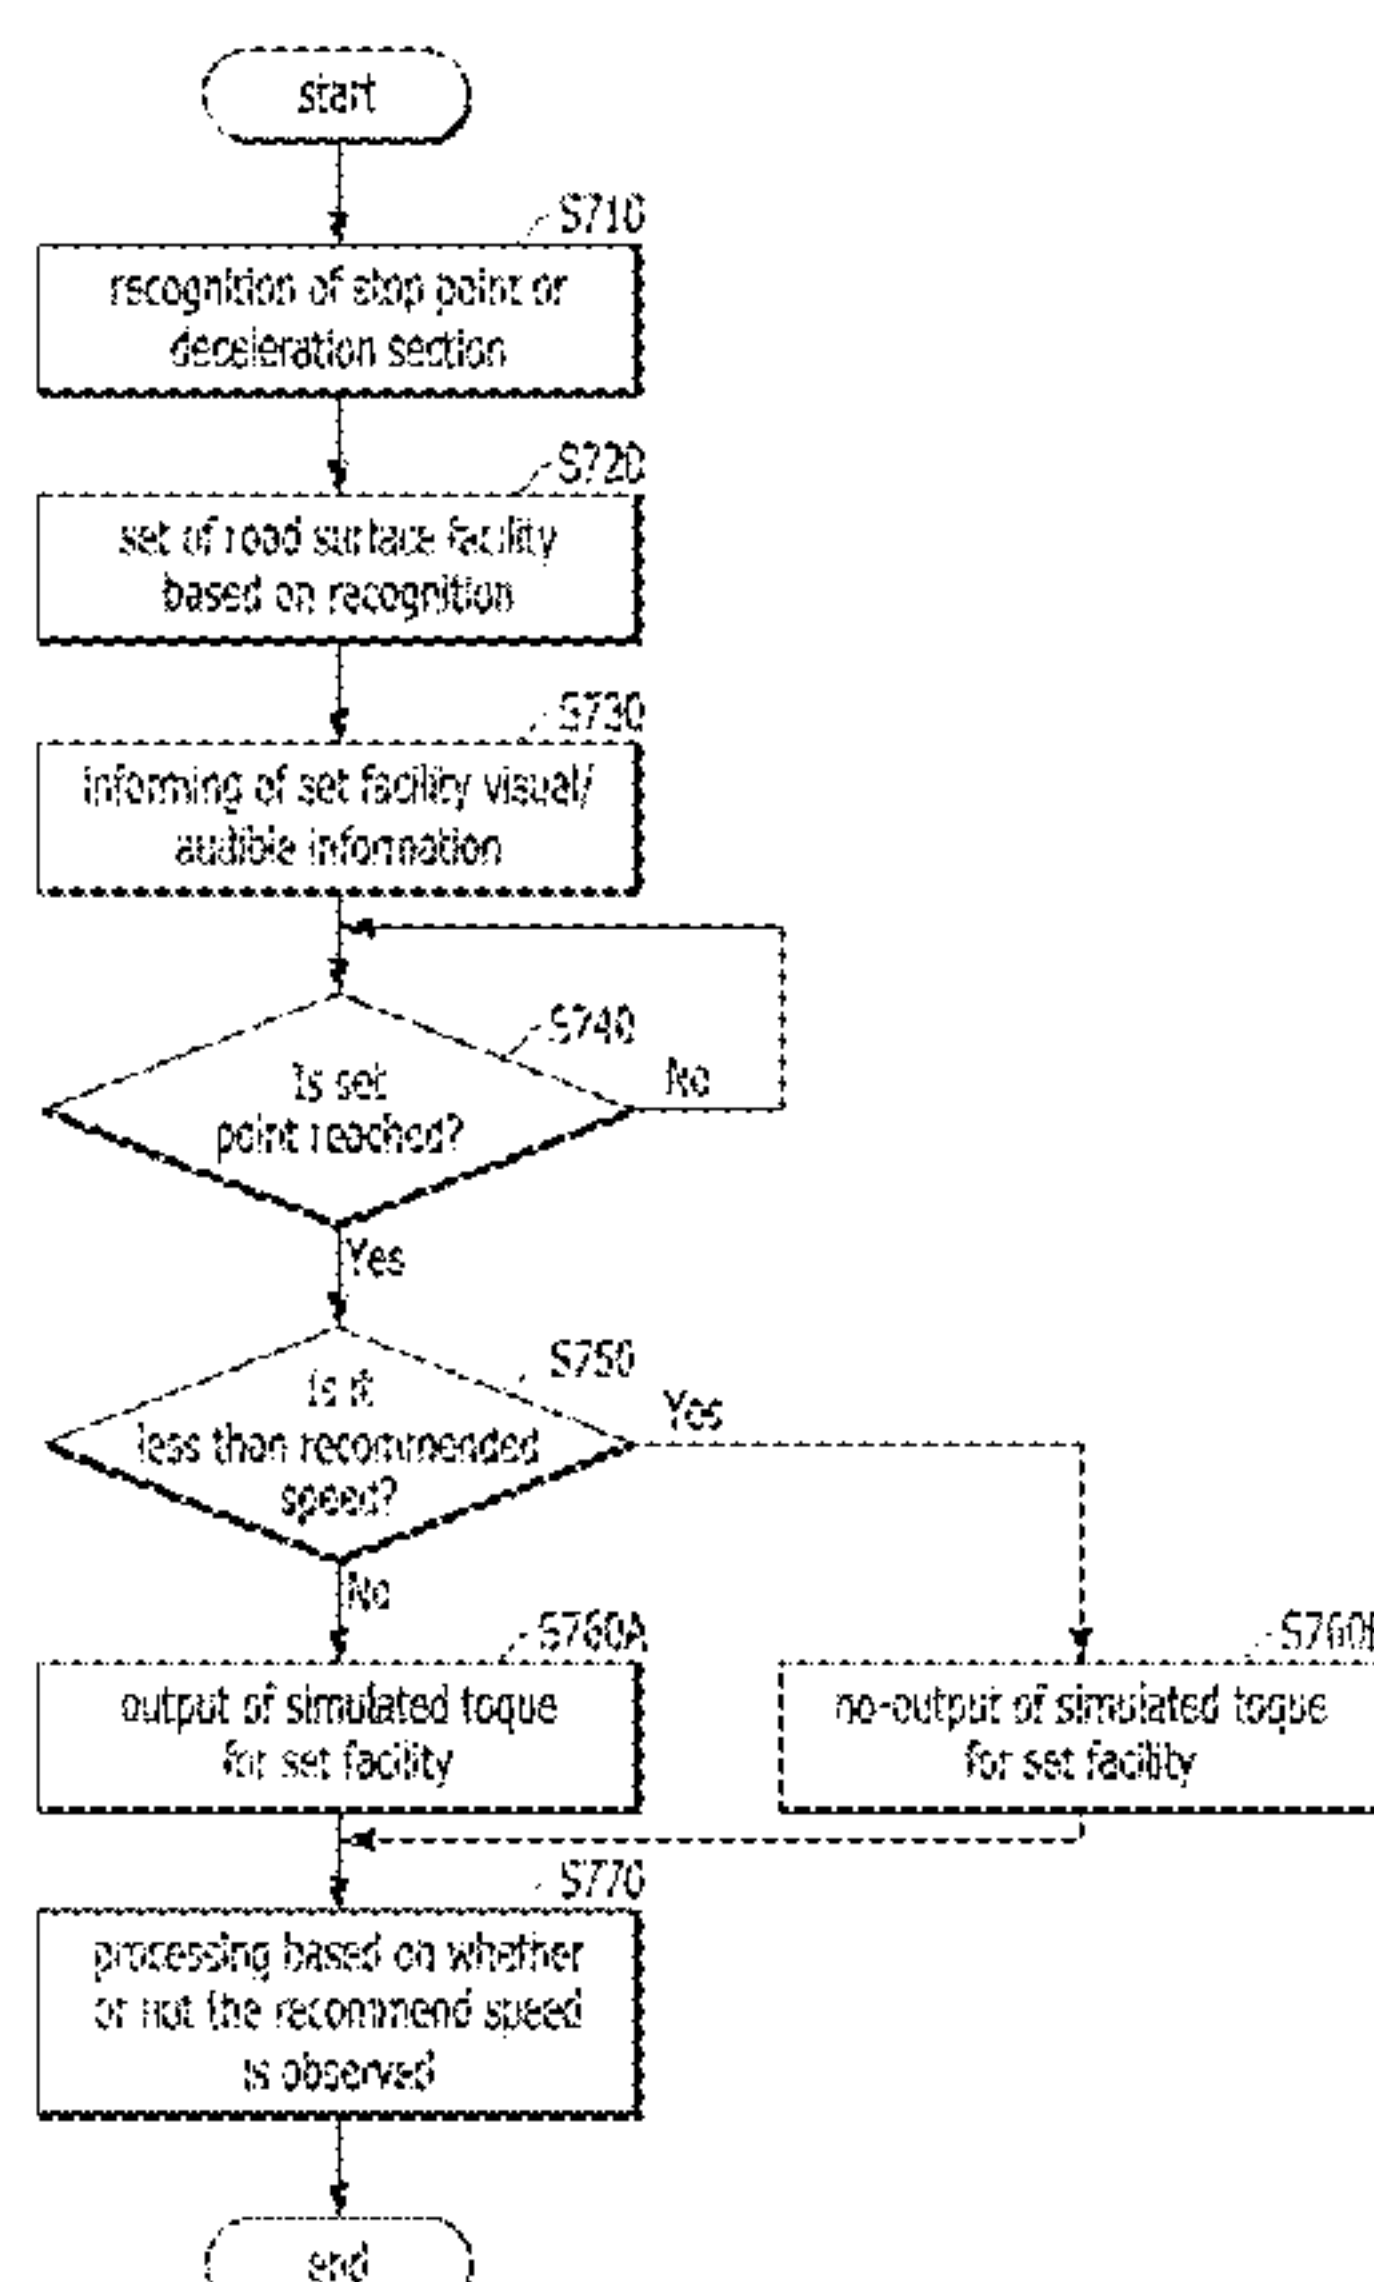 start
S710
recognition of stop point or
deceleration section
S720
set of road surface facility
based on recognition
S730
informing of set facility visual/
audible information
S740
Is set
point reached?
No
Yes
S750
Is it
less than recommended
speed?
Yes
No
S760A
output of simulated toque
for set facility
S760B
no-output of simulated toque
for set facility
S770
processing based on whether
or not the recommend speed
is observed
end